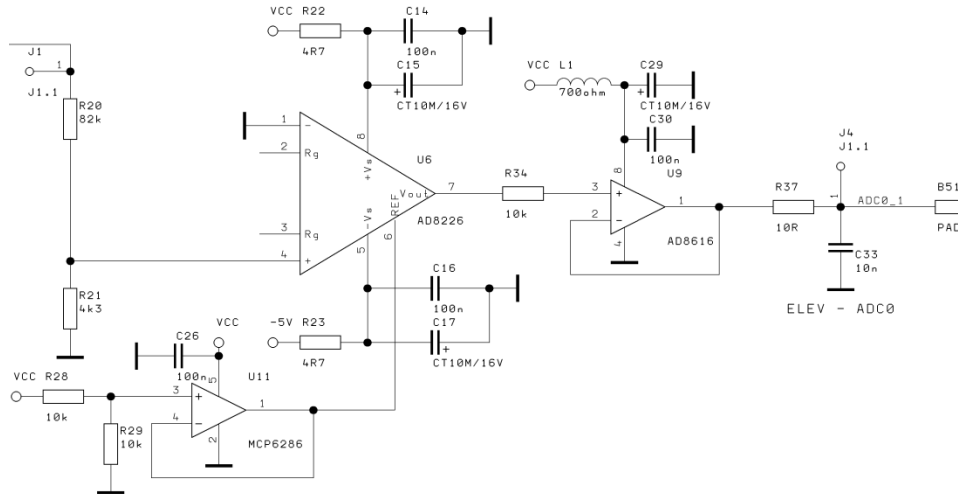 VCC R22
4R7
C14
100n
C15
+
CT10M/16V
J1
1
J1.1
R20
82k
1
-
2
Rg
8
+Vs
U6
Vout
7
AD8226
REF
6
-Vs
5
3
Rg
4
+
R34
10k
VCC L1
700ohm
C29
+
CT10M/16V
C30
100n
U9
8
3
+
2
-
1
4
AD8616
J4
J1.1
1
R37
10R
ADC0_1
B51
PAD
C33
10n
ELEV - ADC0
R21
4k3
C16
100n
C17
+
CT10M/16V
-5V R23
4R7
VCC
C26
100n
5
U11
VCC R28
10k
R29
10k
3
+
4
-
1
2
MCP6286